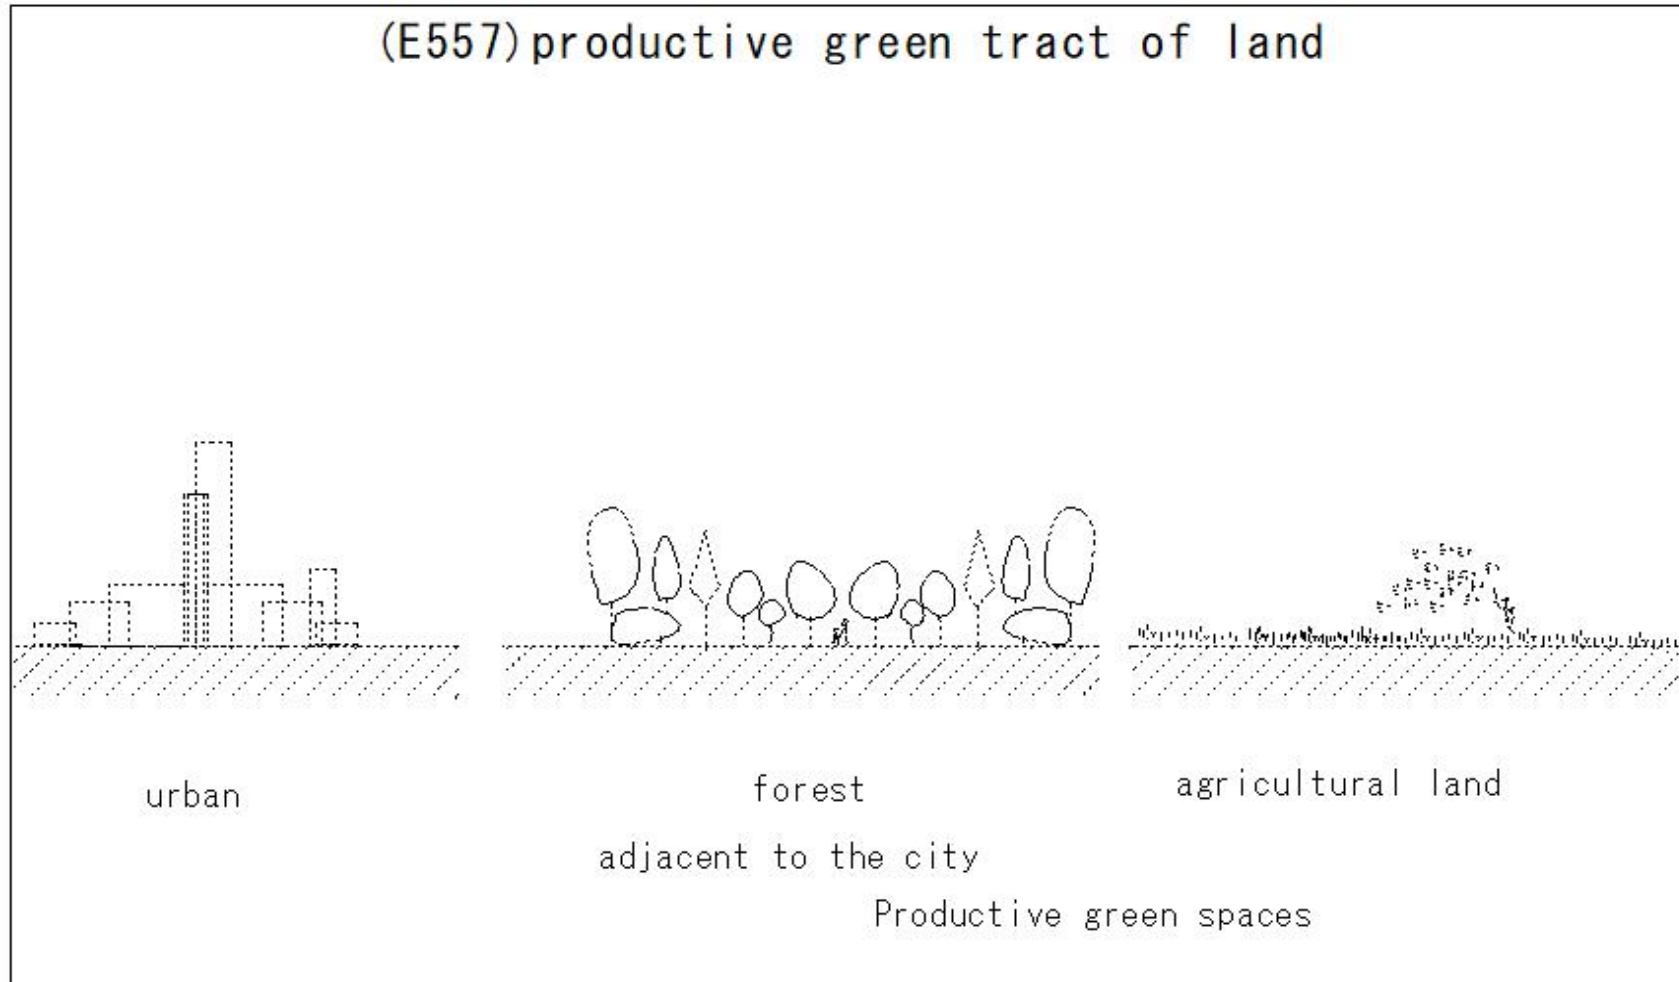 (E557)productive green tract of land
urban
forest
agricultural land
adjacent to the city
Productive green spaces